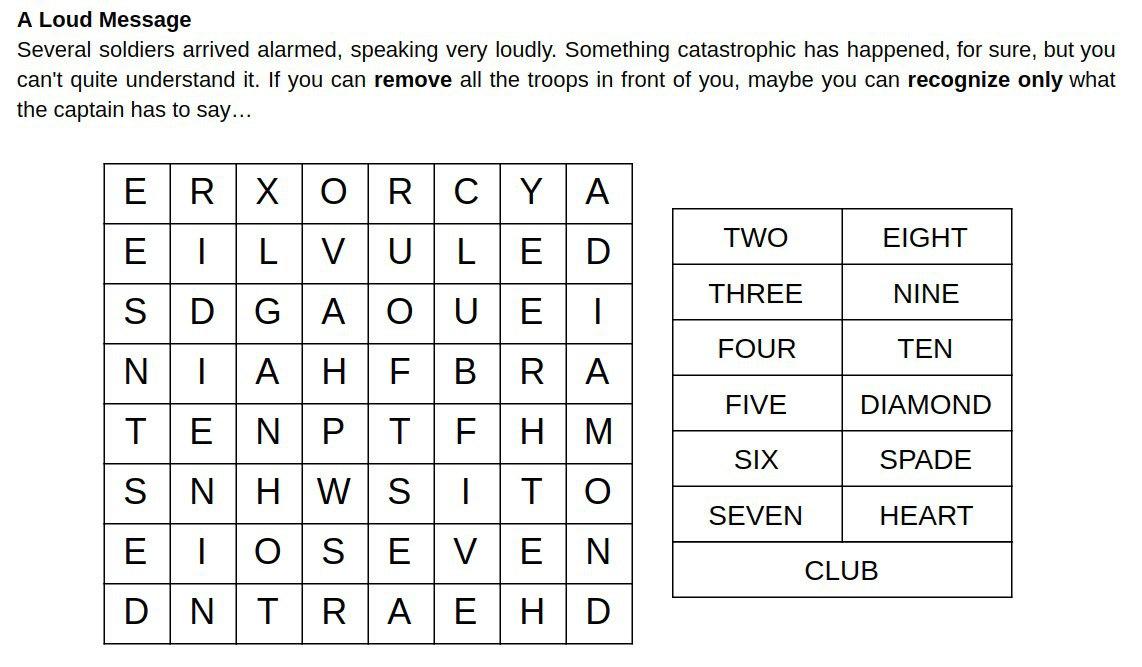 A Loud Message
Several soldiers arrived alarmed, speaking very loudly. Something catastrophic has happened, for sure, but you
can't quite understand it. If you can remove all the troops in front of you, maybe you can recognize only what
the captain has to say…
E R X O R C Y A
E I L V U L E D
S D G A O U E I
N I A H F B R A
T E N P T F H M
S N H W S I T O
E I O S E V E N
D N T R A E H D
TWO EIGHT
THREE NINE
FOUR TEN
FIVE DIAMOND
SIX SPADE
SEVEN HEART
CLUB